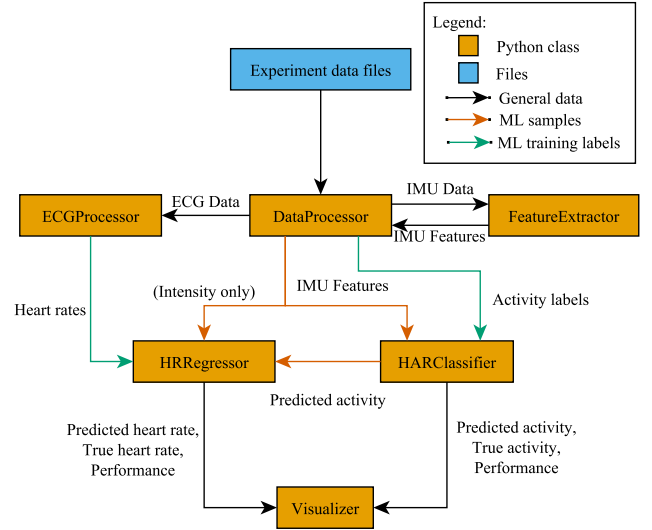 Legend:
Python class
Files
General data
ML samples
ML training labels
Experiment data files
ECG Data
IMU Data
ECGProcessor
DataProcessor
FeatureExtractor
IMU Features
(Intensity only)
IMU Features
Heart rates
Activity labels
HRRegressor
HARClassifier
Predicted activity
Predicted heart rate,
True heart rate,
Performance
Predicted activity,
True activity,
Performance
Visualizer